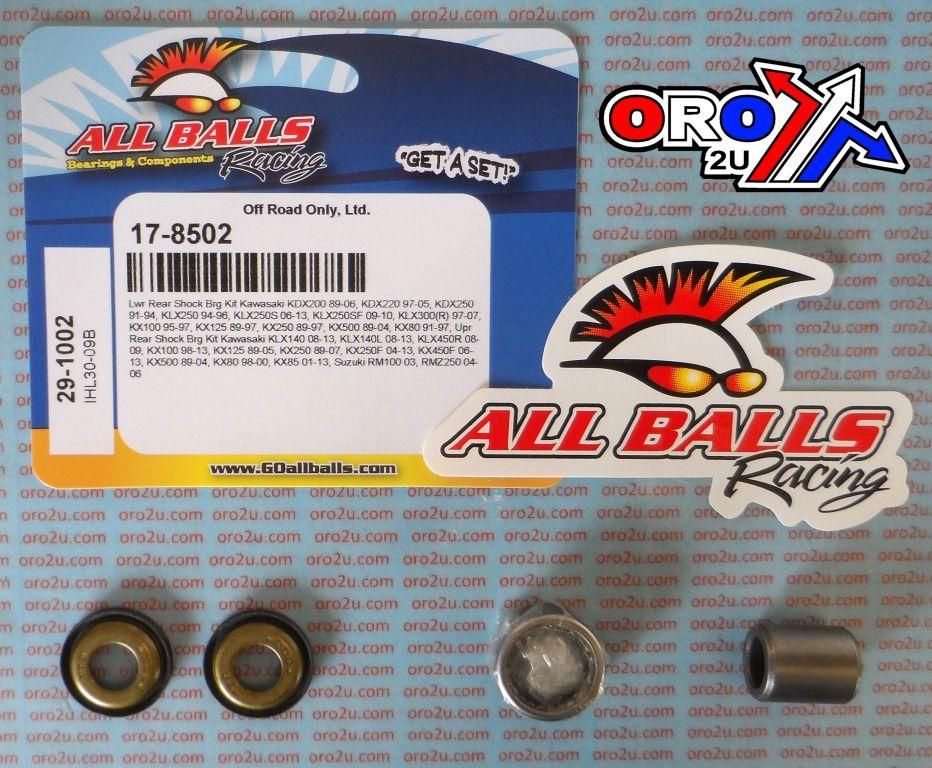 ALL BALLS
Bearings & Components
Racing
"GET A SET!"
ORO
2U
Off Road Only, Ltd.
17-8502
Lwr Rear Shock Brg Kit Kawasaki KDX200 89-06, KDX220 97-05, KDX250
91-94, KLX250 94-96, KLX250S 06-13, KLX250SF 09-10, KLX300(R) 97-07,
KX100 95-97, KX125 89-97, KX250 89-97, KX500 89-04, KX80 91-97, Upr
Rear Shock Brg Kit Kawasaki KLX140 08-13, KLX140L 08-13, KLX450R 08-
09, KX100 98-13, KX125 89-05, KX250 89-07, KX250F 04-13, KX450F 06-
13, KX500 89-04, KX80 98-00, KX85 01-13, Suzuki RM100 03, RMZ250 04-
06
29-1002
IHL30-09B
www.GOallballs.com
ALL BALLS
Racing
oro2u.com